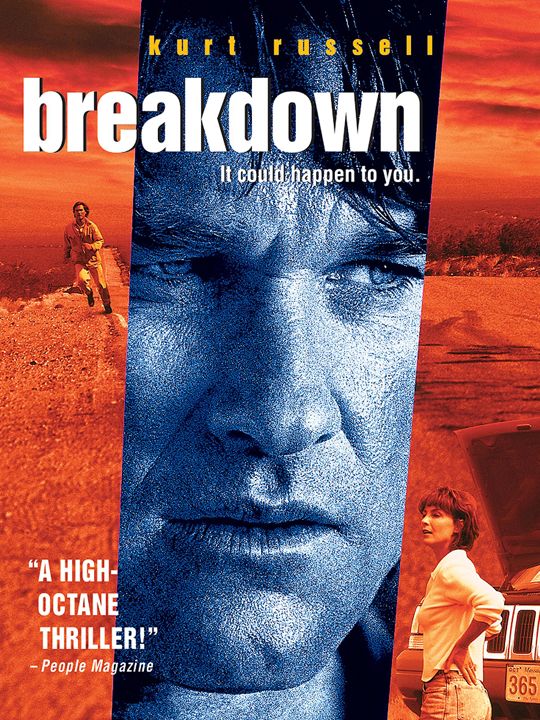 kurt russell
breakdown
It could happen to you.
“A HIGH-
OCTANE
THRILLER!”
– People Magazine
365